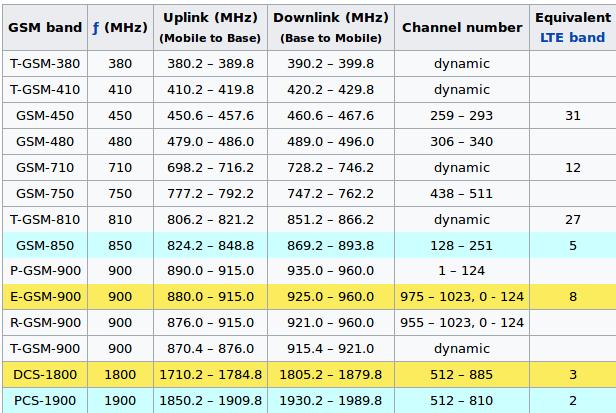 GSM band ƒ (MHz) Uplink (MHz) (Mobile to Base) Downlink (MHz) (Base to Mobile) Channel number Equivalent LTE band
T-GSM-380 380 380.2 – 389.8 390.2 – 399.8 dynamic
T-GSM-410 410 410.2 – 419.8 420.2 – 429.8 dynamic
GSM-450 450 450.6 – 457.6 460.6 – 467.6 259 – 293 31
GSM-480 480 479.0 – 486.0 489.0 – 496.0 306 – 340
GSM-710 710 698.2 – 716.2 728.2 – 746.2 dynamic 12
GSM-750 750 777.2 – 792.2 747.2 – 762.2 438 – 511
T-GSM-810 810 806.2 – 821.2 851.2 – 866.2 dynamic 27
GSM-850 850 824.2 – 848.8 869.2 – 893.8 128 – 251 5
P-GSM-900 900 890.0 – 915.0 935.0 – 960.0 1 – 124
E-GSM-900 900 880.0 – 915.0 925.0 – 960.0 975 – 1023, 0 - 124 8
R-GSM-900 900 876.0 – 915.0 921.0 – 960.0 955 – 1023, 0 - 124
T-GSM-900 900 870.4 – 876.0 915.4 – 921.0 dynamic
DCS-1800 1800 1710.2 – 1784.8 1805.2 – 1879.8 512 – 885 3
PCS-1900 1900 1850.2 – 1909.8 1930.2 – 1989.8 512 – 810 2